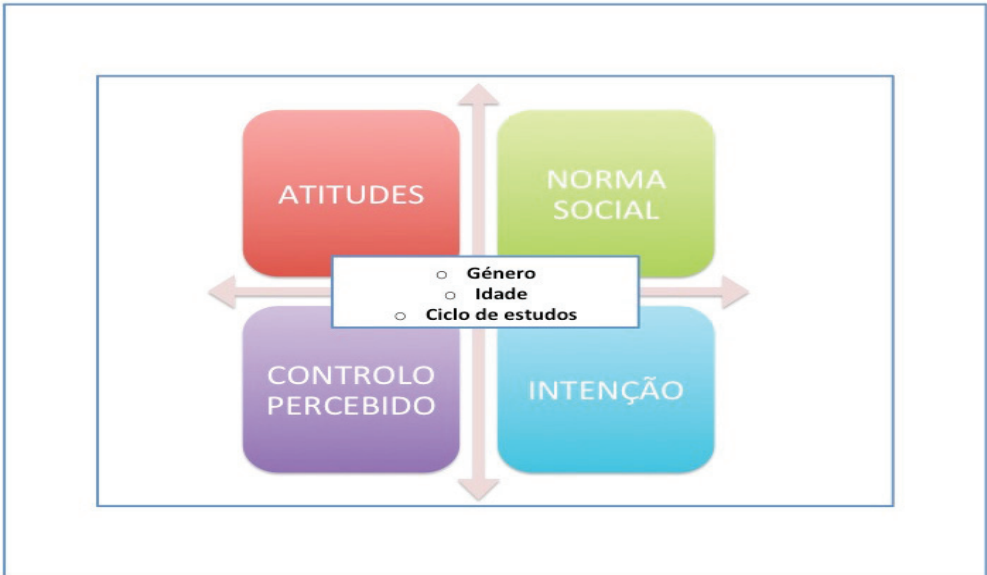 ATITUDES
NORMA
SOCIAL
○ Género
○ Idade
○ Ciclo de estudos
CONTROLO
PERCEBIDO
INTENÇÃO